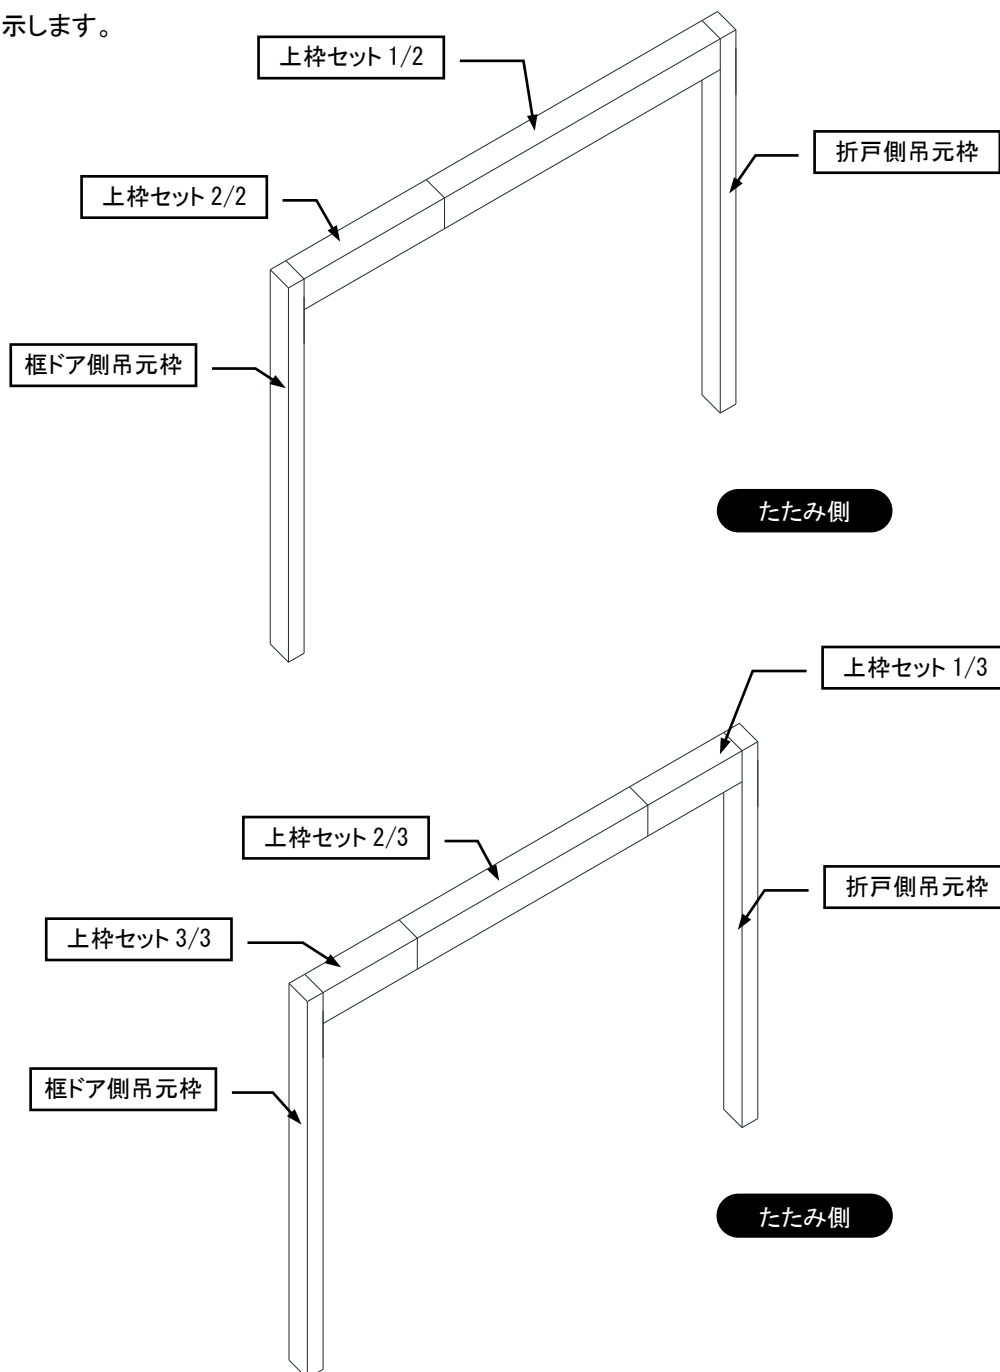 示します。
上枠セット 1/2
折戸側吊元枠
上枠セット 2/2
框ドア側吊元枠
たたみ側
上枠セット 1/3
上枠セット 2/3
折戸側吊元枠
上枠セット 3/3
框ドア側吊元枠
たたみ側